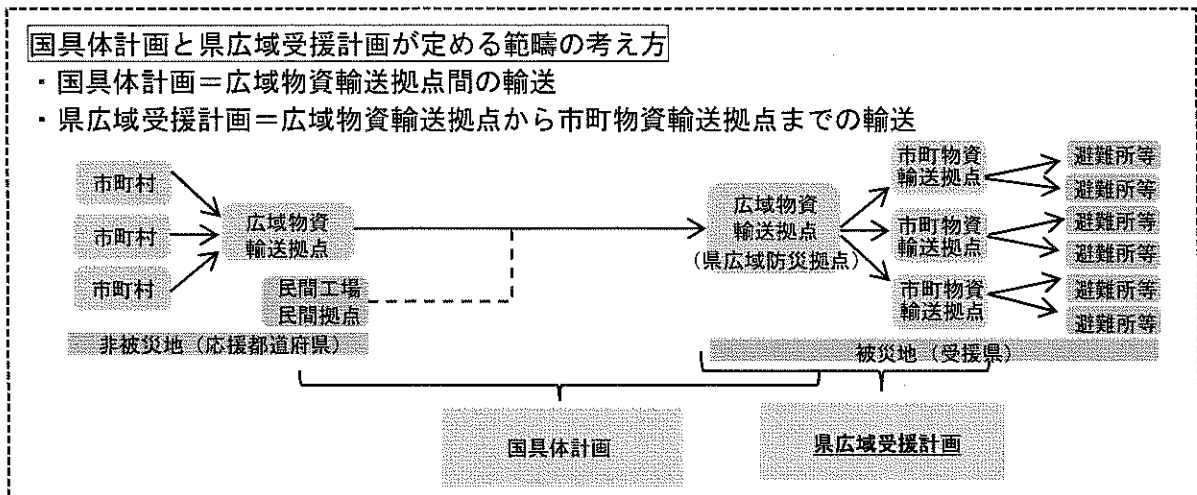 国具体計画と県広域受援計画が定める範疇の考え方
・国具体計画＝広域物資輸送拠点間の輸送
・県広域受援計画＝広域物資輸送拠点から市町物資輸送拠点までの輸送
市町村
市町村
市町村
広域物資
輸送拠点
民間工場
民間拠点
非被災地（応援都道府県）
広域物資
輸送拠点
（県広域防災拠点）
市町物資
輸送拠点
市町物資
輸送拠点
市町物資
輸送拠点
避難所等
避難所等
避難所等
避難所等
避難所等
避難所等
被災地（受援県）
国具体計画
県広域受援計画